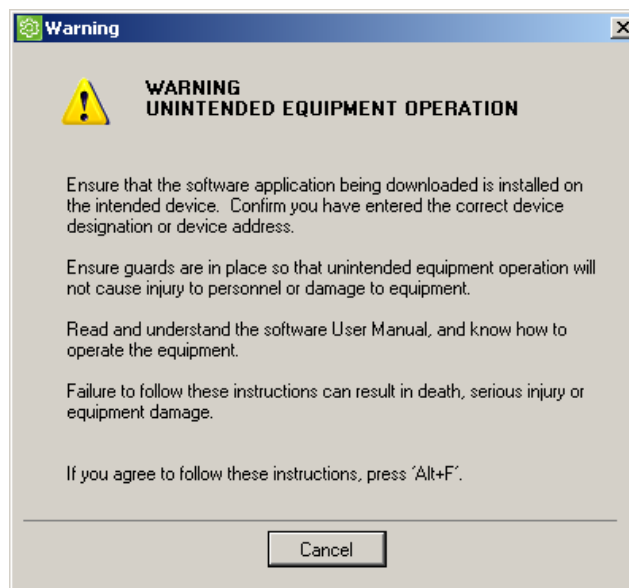 Warning
WARNING
UNINTENDED EQUIPMENT OPERATION
Ensure that the software application being downloaded is installed on
the intended device.  Confirm you have entered the correct device
designation or device address.
Ensure guards are in place so that unintended equipment operation will
not cause injury to personnel or damage to equipment.
Read and understand the software User Manual, and know how to
operate the equipment.
Failure to follow these instructions can result in death, serious injury or
equipment damage.
If you agree to follow these instructions, press ´Alt+F´.
Cancel